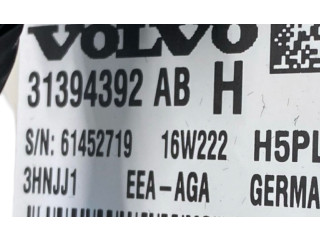 VOLVO
31394392 AB H
S/N: 61452719 16W222 H5PL
3HNJJ1 EEA-AGA GERMA